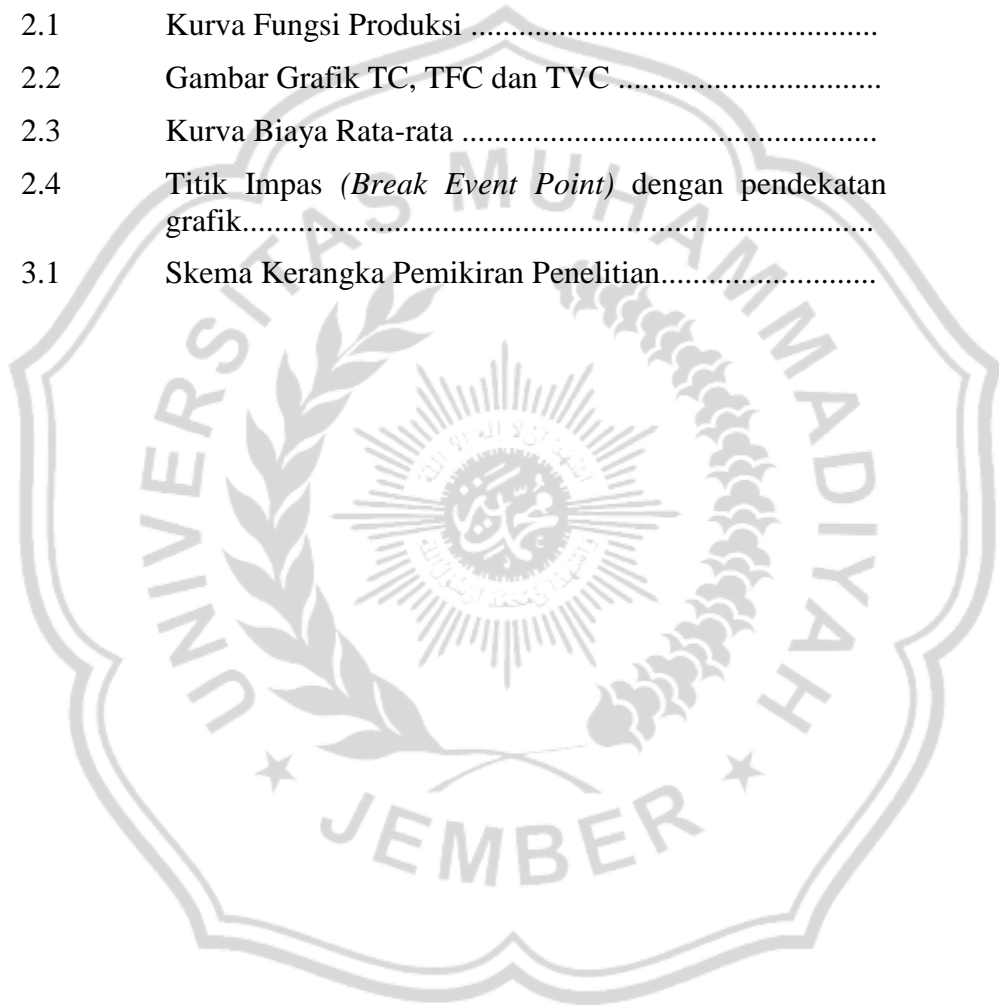 2.1 Kurva Fungsi Produksi ...................................................
2.2 Gambar Grafik TC, TFC dan TVC .................................
2.3 Kurva Biaya Rata-rata ....................................................
2.4 Titik Impas (Break Event Point) dengan pendekatan
grafik...............................................................................
3.1 Skema Kerangka Pemikiran Penelitian...........................
UNIVERSITAS MUHAMMADIYAH
JEMBER